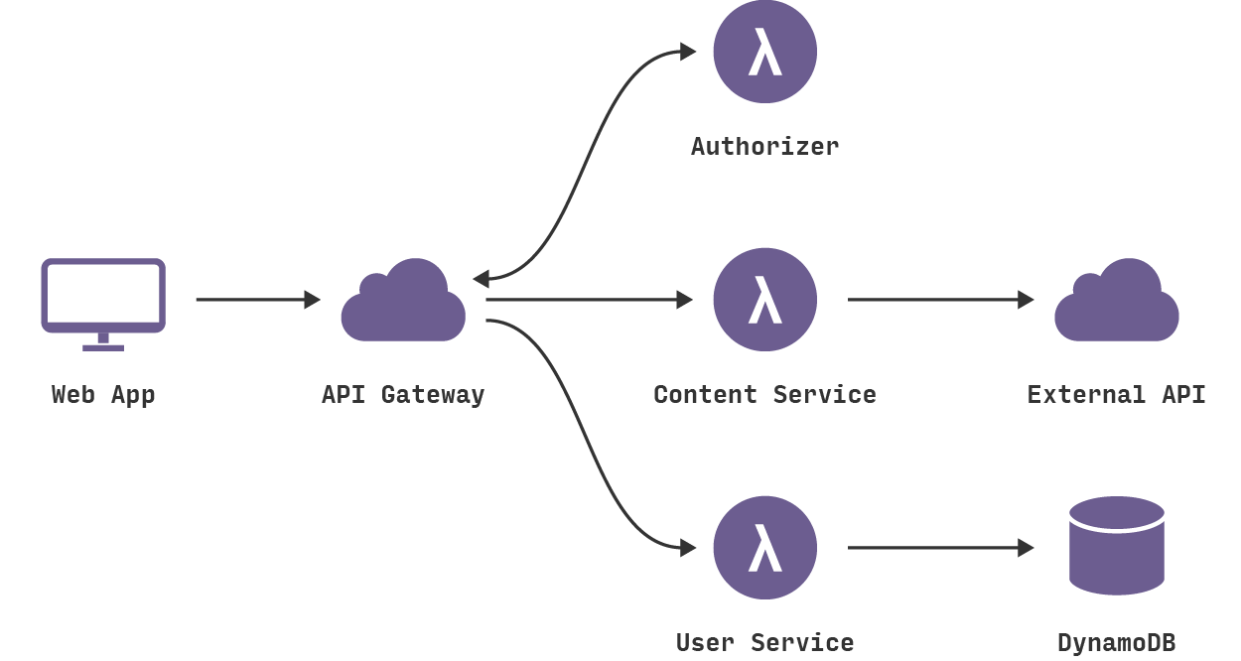 λ
Authorizer
Web App
API Gateway
λ
Content Service
External API
λ
User Service
DynamoDB